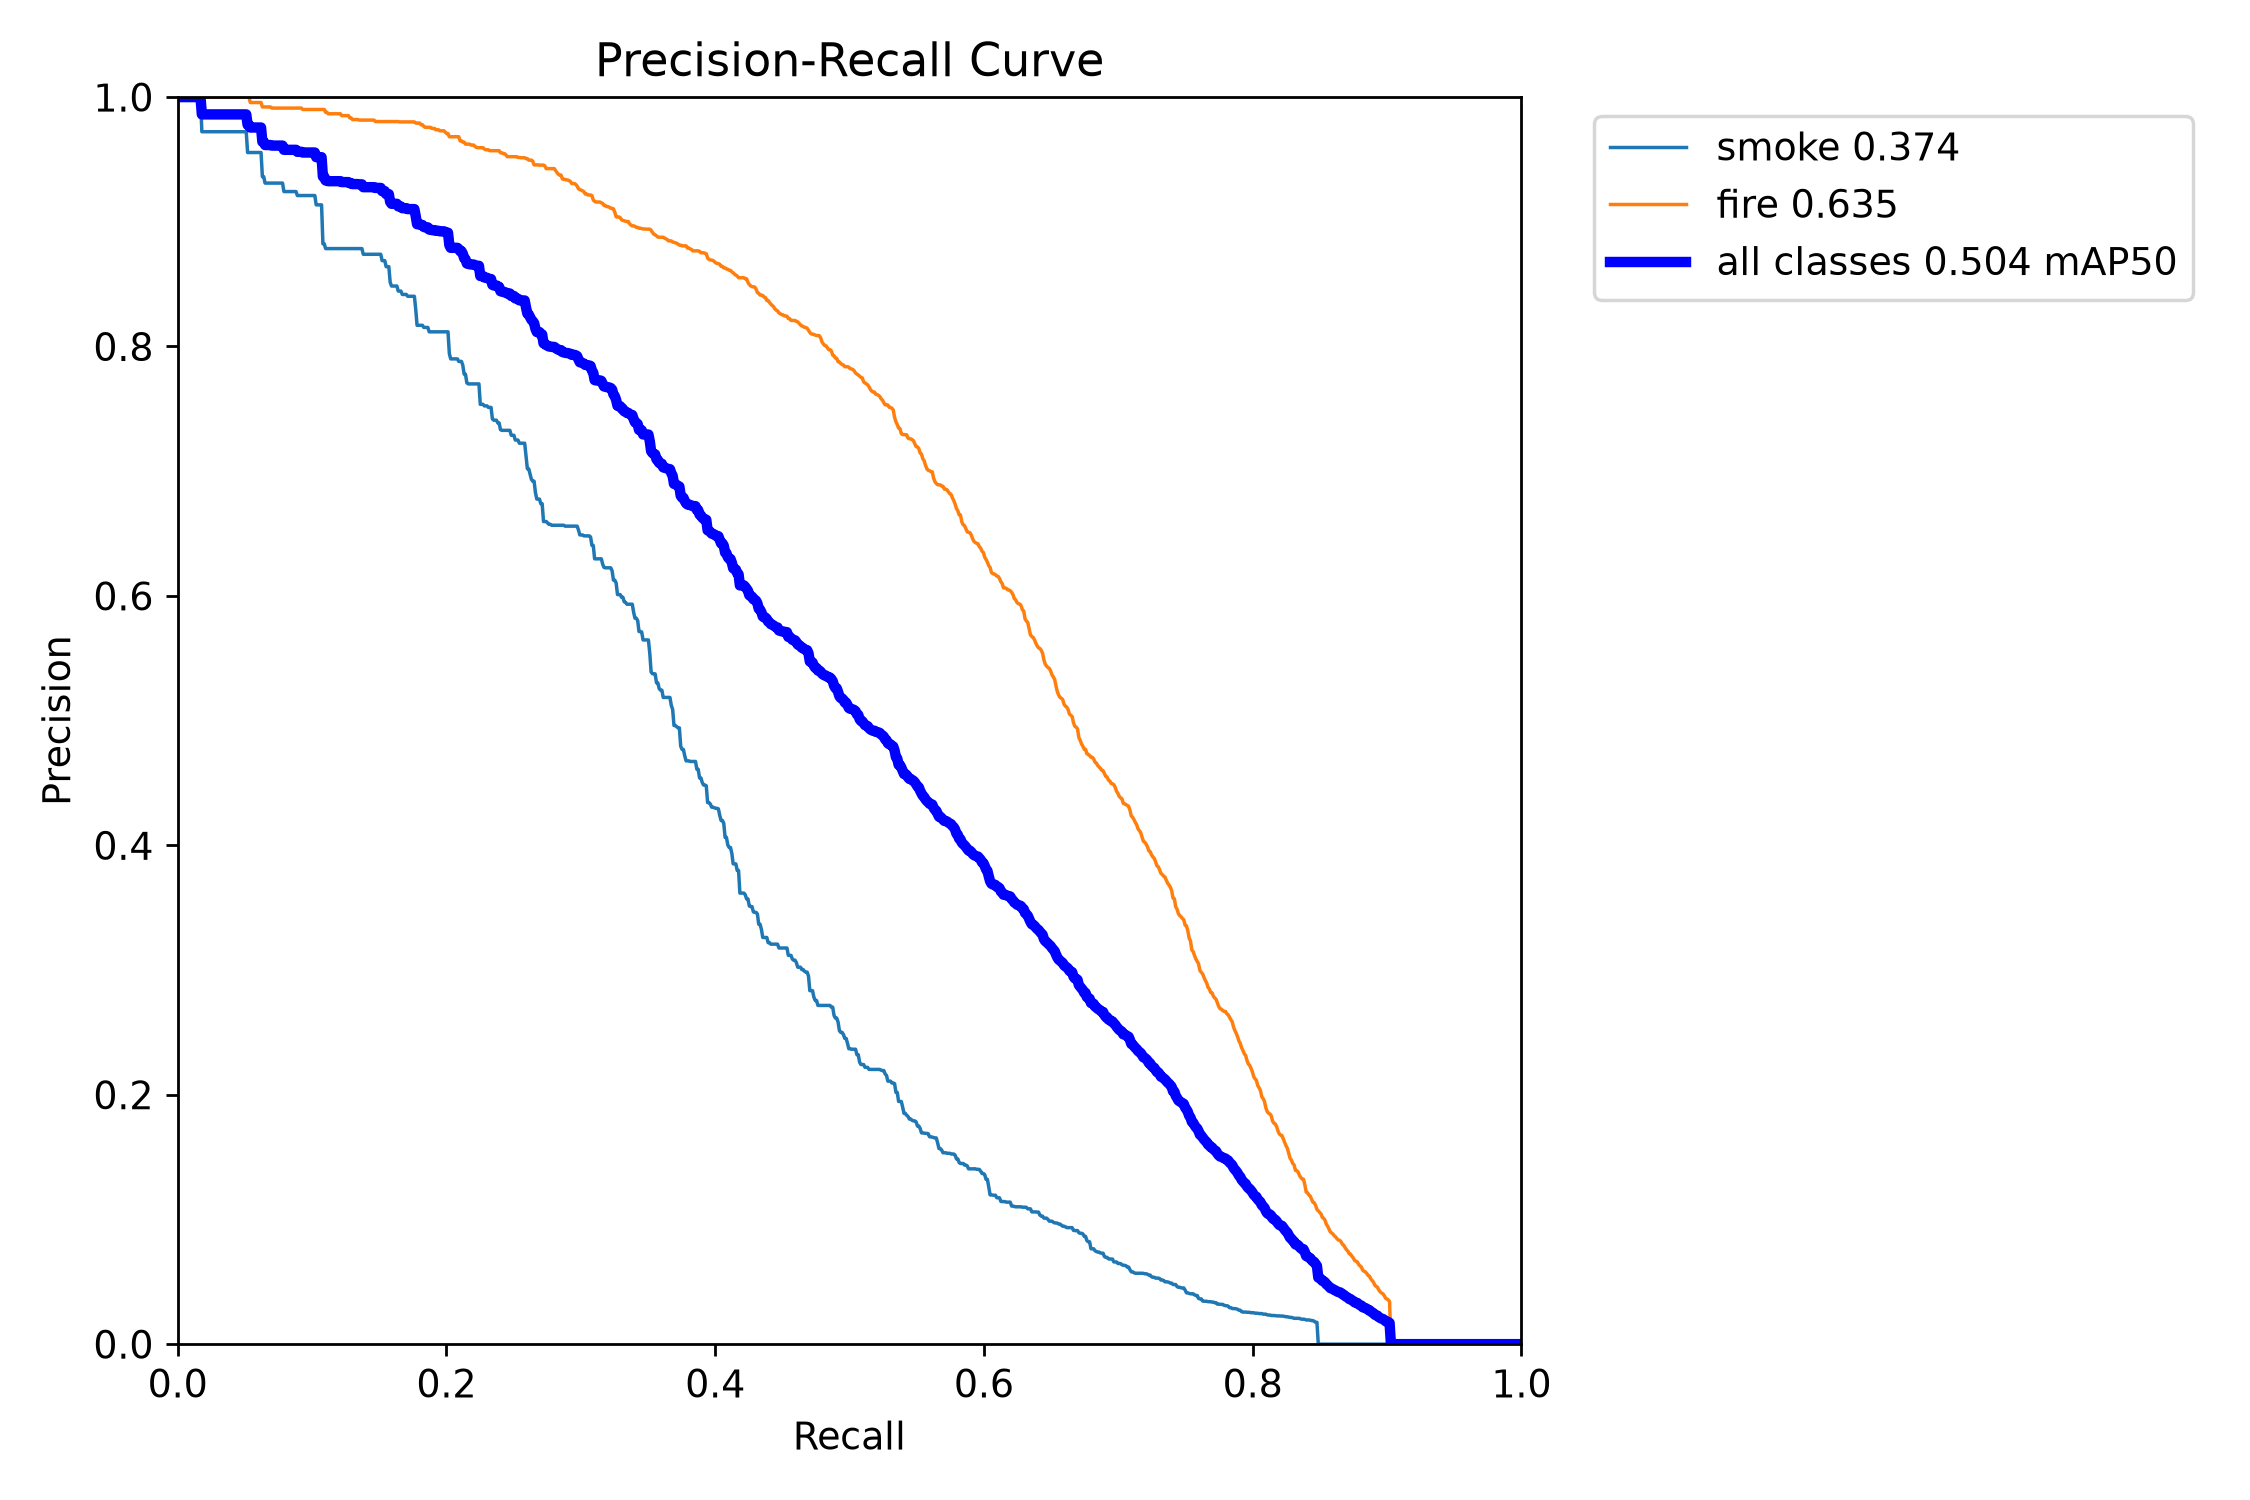 Precision-Recall Curve
smoke 0.374
fire 0.635
all classes 0.504 mAP50
1.0
0.8
0.6
0.4
0.2
0.0
Precision
0.0 0.2 0.4 0.6 0.8 1.0
Recall